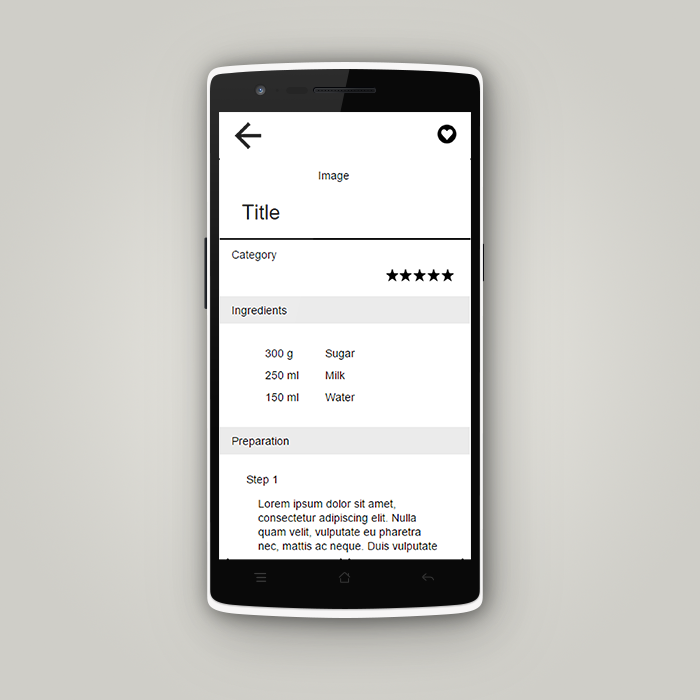 Image
Title
Category
Ingredients
300 g Sugar
250 ml Milk
150 ml Water
Preparation
Step 1
Lorem ipsum dolor sit amet,
consectetur adipiscing elit. Nulla
quam velit, vulputate eu pharetra
nec, mattis ac neque. Duis vulputate